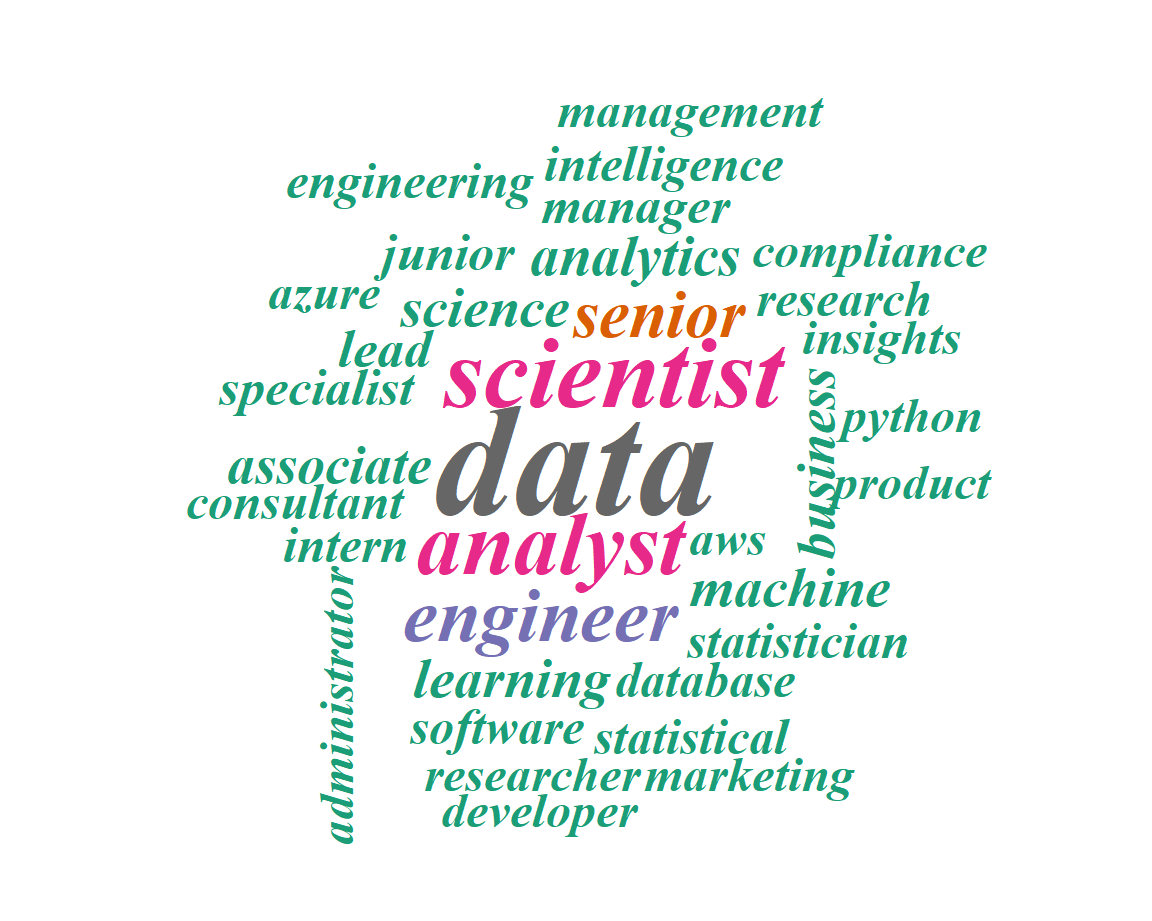 management
intelligence
engineering
manager
junior analytics compliance
azure science senior research
lead scientist insights
specialist
business
python
data
associate
product
consultant
intern analyst aws
machine
engineer
statistician
administrator
learning database
software statistical
researcher marketing
developer